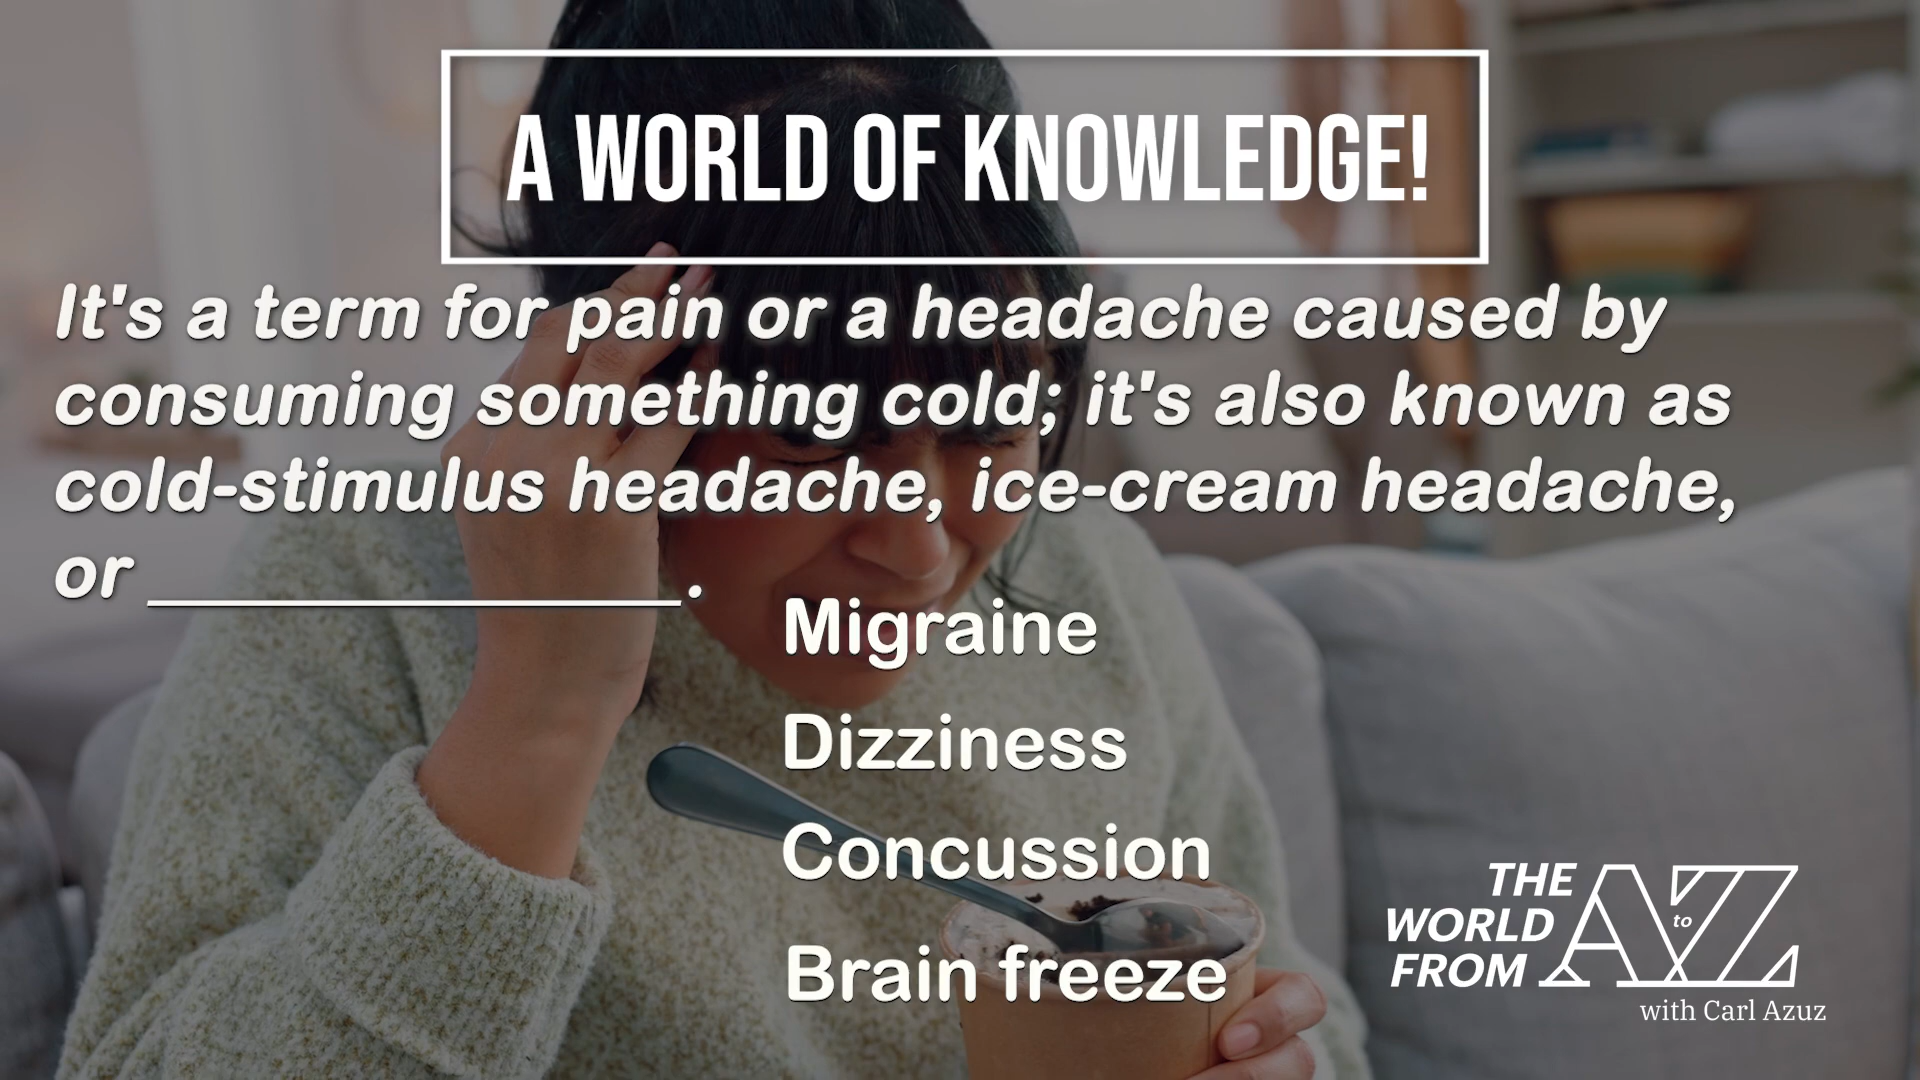 A WORLD OF KNOWLEDGE!
It's a term for pain or a headache caused by
consuming something cold; it's also known as
cold-stimulus headache, ice-cream headache,
or _______________.
Migraine
Dizziness
Concussion
Brain freeze
THE
WORLD
FROM
A to Z
with Carl Azuz